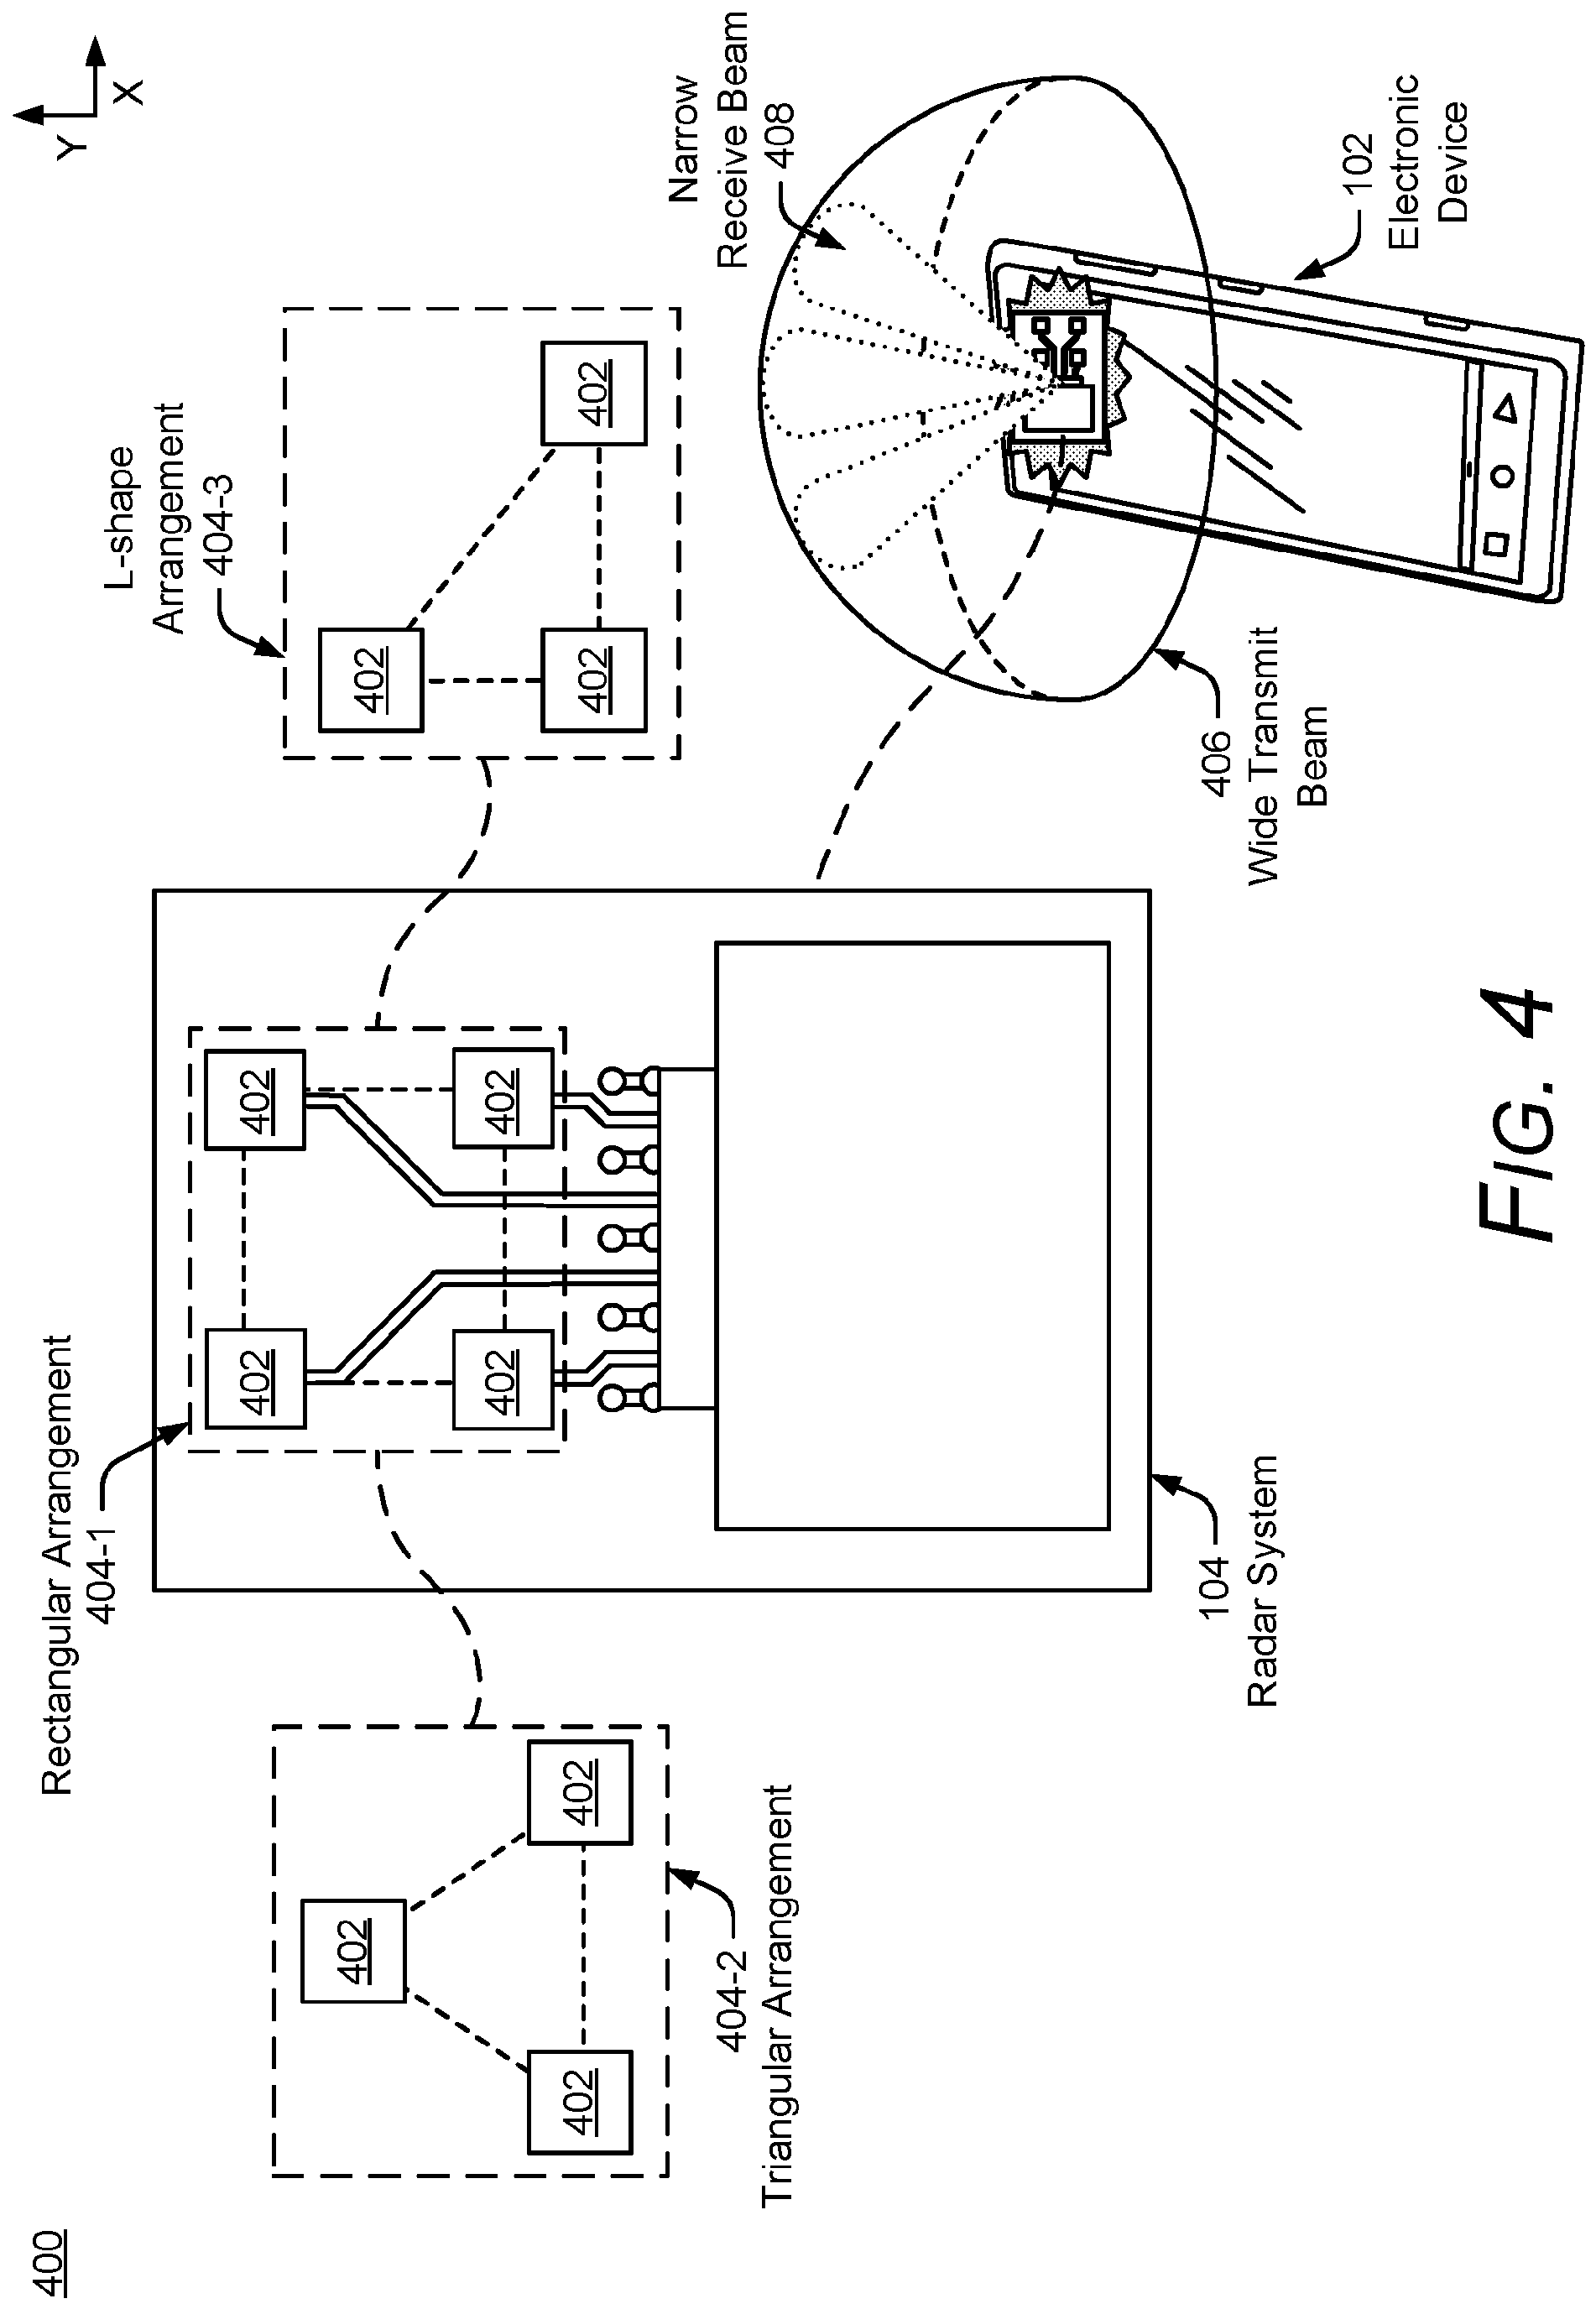 400
Y
X
L-shape
Arrangement
404-3
402
402
402
Narrow
Receive Beam
408
Rectangular Arrangement
404-1
402
402
402
402
402
402
402
404-2
Triangular Arrangement
104
Radar System
406
Wide Transmit
Beam
102
Electronic
Device
FIG. 4